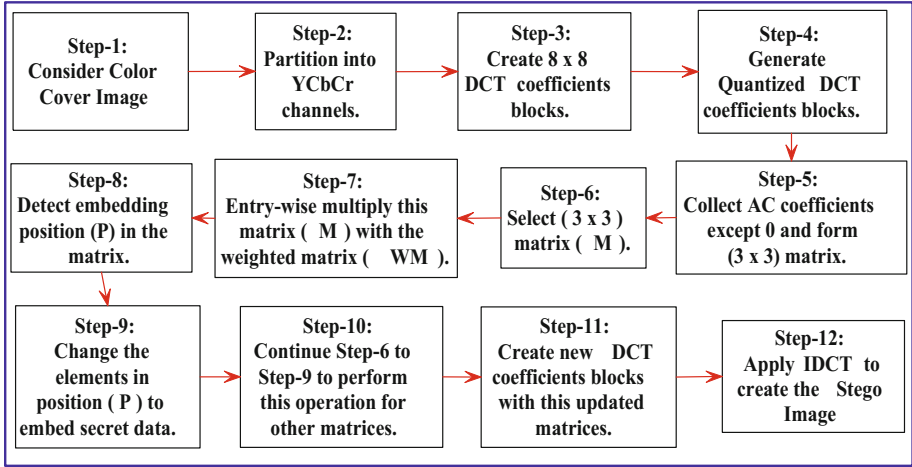 Step-1:
Consider Color
Cover Image
Step-2:
Partition into
YCbCr
channels.
Step-3:
Create 8 x 8
DCT coefficients
blocks.
Step-4:
Generate
Quantized DCT
coefficients blocks.
Step-5:
Collect AC coefficients
except 0 and form
(3 x 3) matrix.
Step-6:
Select ( 3 x 3 )
matrix ( M ).
Step-7:
Entry-wise multiply this
matrix ( M ) with the
weighted matrix ( WM ).
Step-8:
Detect embedding
position (P) in the
matrix.
Step-9:
Change the
elements in
position ( P ) to
embed secret data.
Step-10:
Continue Step-6 to
Step-9 to perform
this operation for
other matrices.
Step-11:
Create new DCT
coefficients blocks
with this updated
matrices.
Step-12:
Apply IDCT to
create the Stego
Image